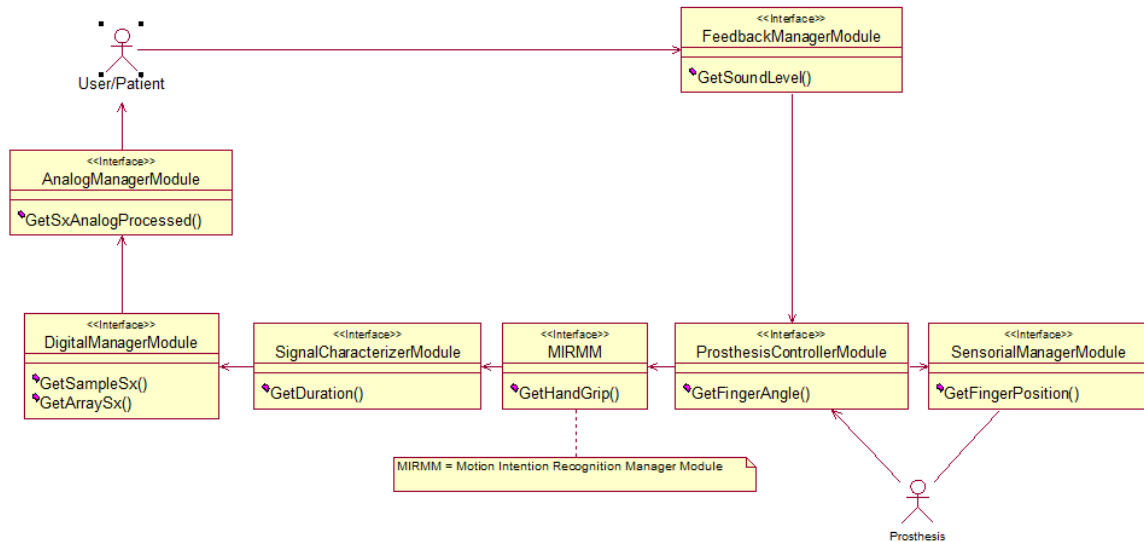 <<Interface>>
FeedbackManagerModule
GetSoundLevel()
User/Patient
<<Interface>>
AnalogManagerModule
GetSxAnalogProcessed()
<<Interface>>
DigitalManagerModule
GetSampleSx()
GetArraySx()
<<Interface>>
SignalCharacterizerModule
GetDuration()
<<Interface>>
MIRMM
GetHandGrip()
<<Interface>>
ProsthesisControllerModule
GetFingerAngle()
<<Interface>>
SensorialManagerModule
GetFingerPosition()
MIRMM = Motion Intention Recognition Manager Module
Prosthesis